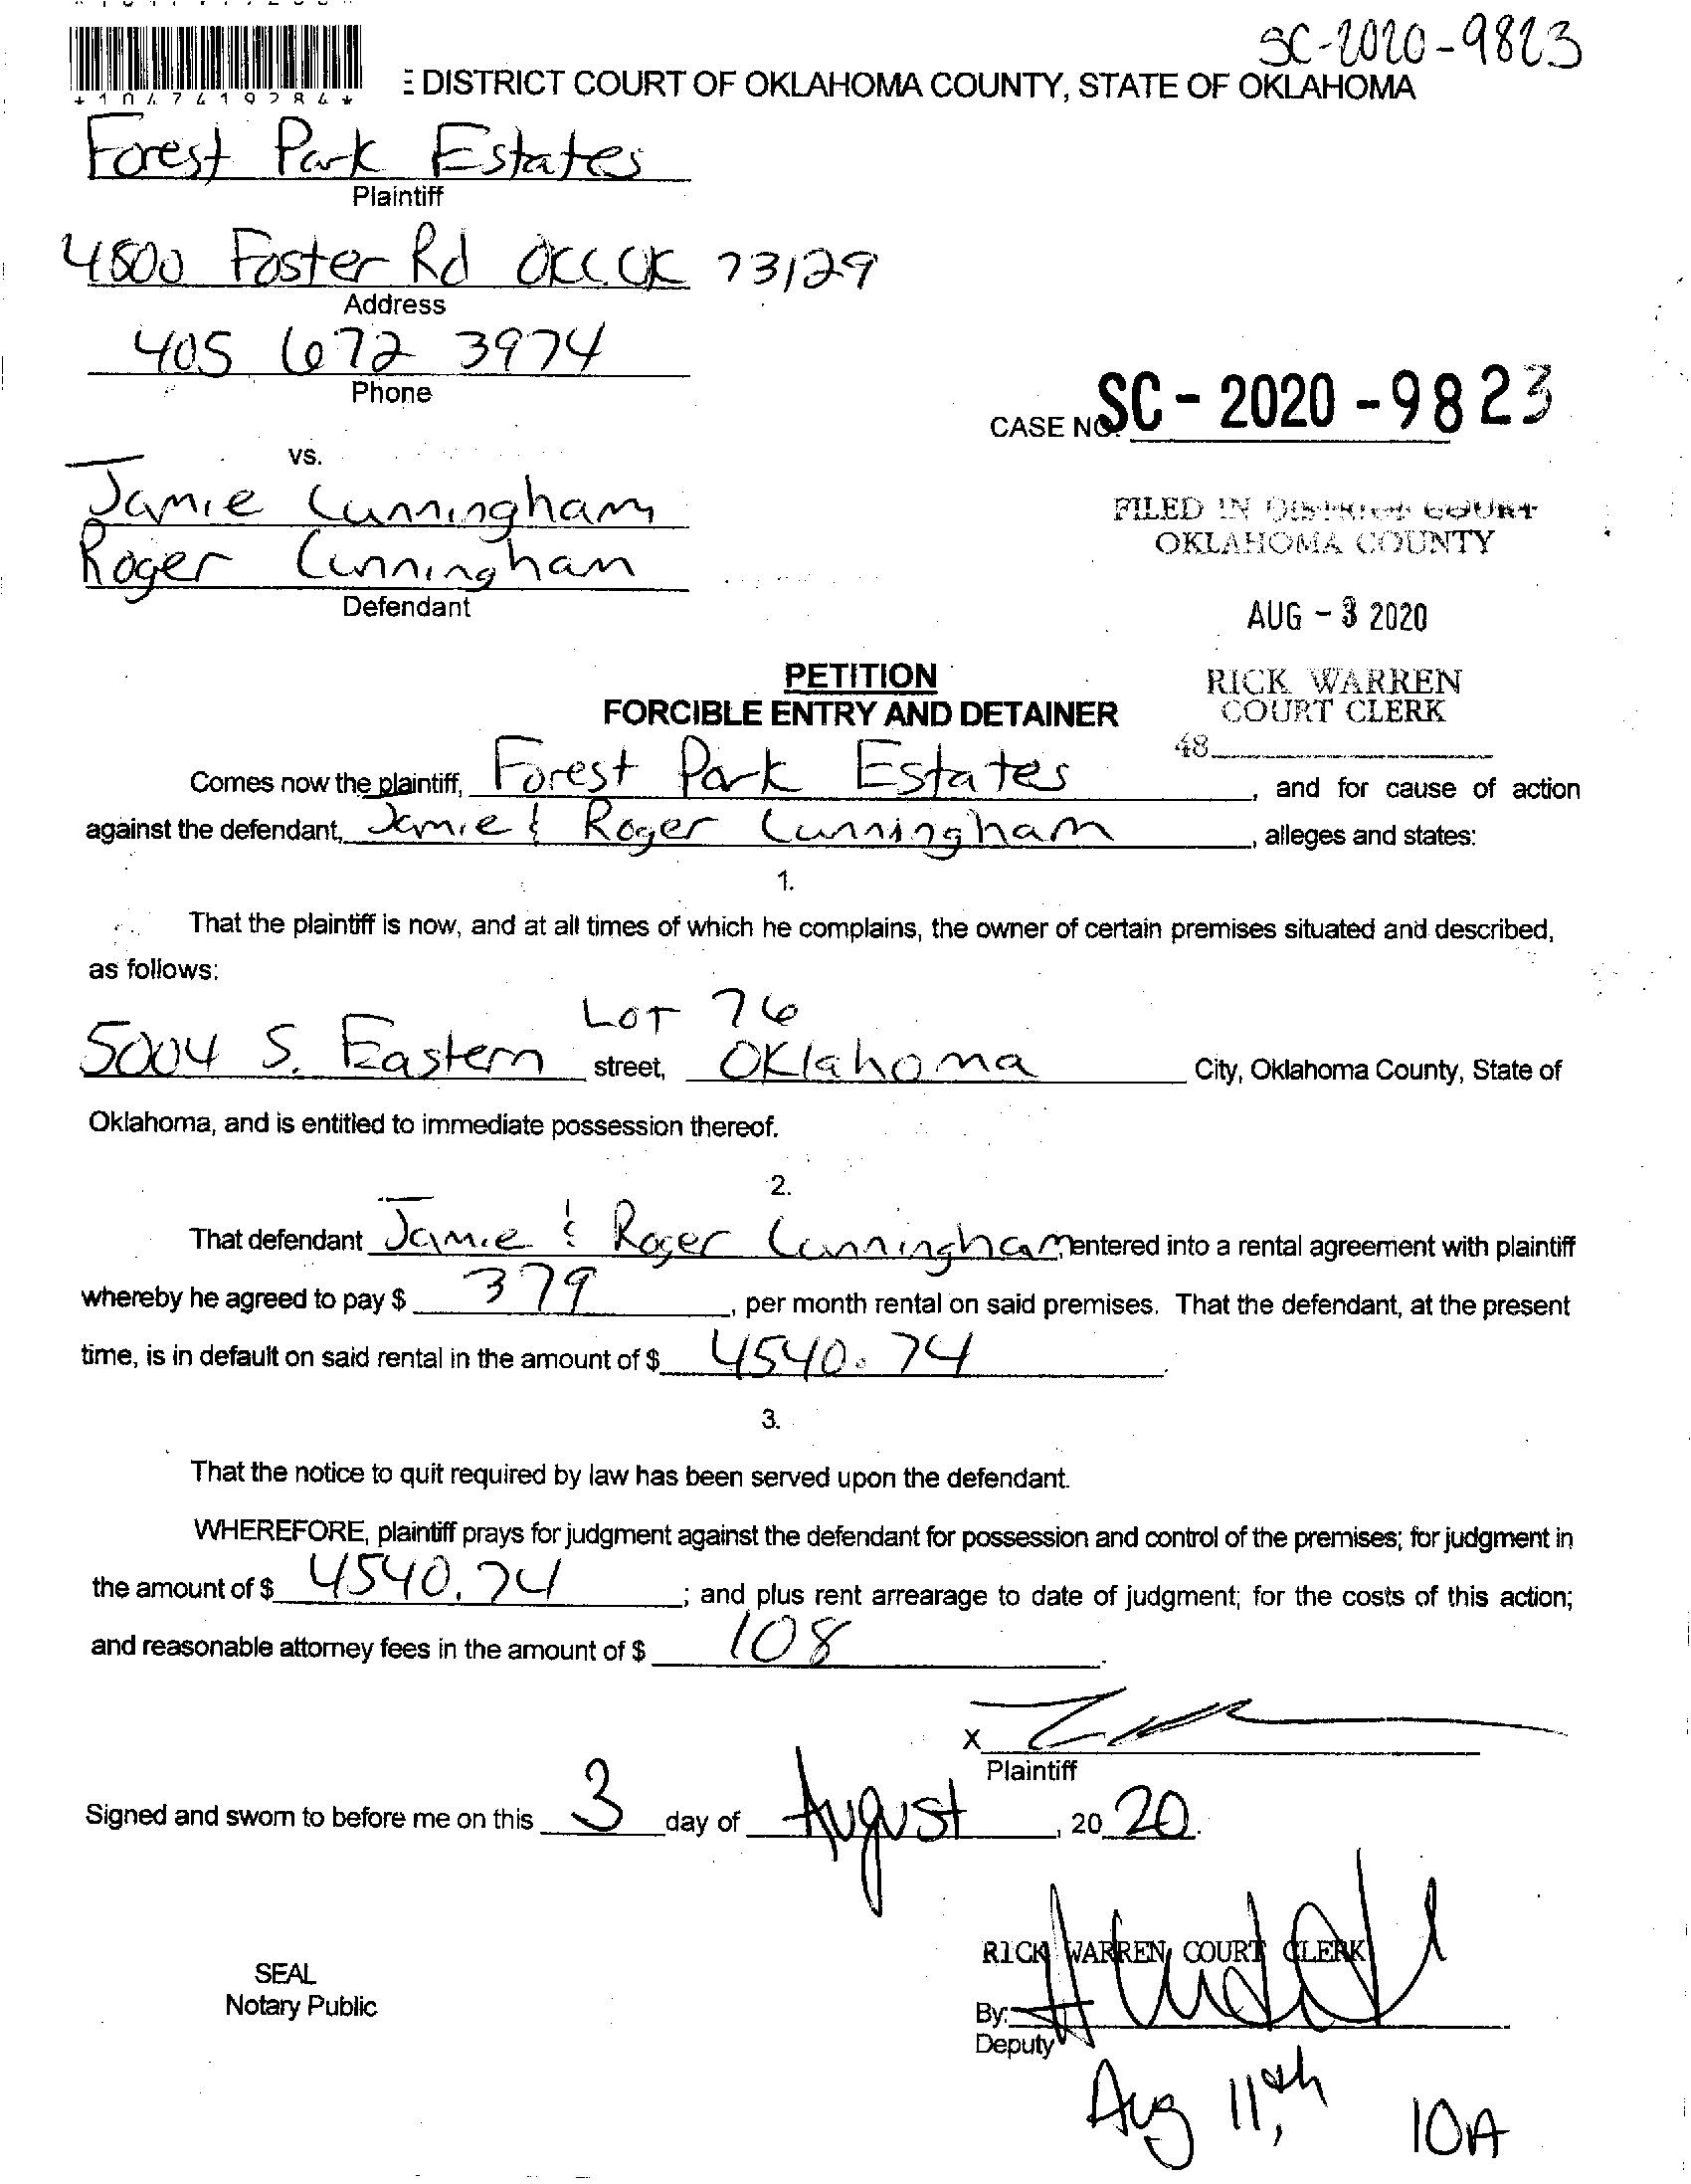 SC-2020-9823
DISTRICT COURT OF OKLAHOMA COUNTY, STATE OF OKLAHOMA
Forest Park Estates
Plaintiff
4800 Foster Rd OKC OK 73129
Address
405 672 3974
Phone
CASE NO. SC - 2020 - 9823
vs.
Jamie Cunningham
Roger Cunningham
Defendant
FILED IN DISTRICT COURT
OKLAHOMA COUNTY
AUG - 3 2020
RICK WARREN
COURT CLERK
48
PETITION
FORCIBLE ENTRY AND DETAINER
Comes now the plaintiff, Forest Park Estates, and for cause of action
against the defendant, Jamie & Roger Cunningham, alleges and states:
1.
That the plaintiff is now, and at all times of which he complains, the owner of certain premises situated and described,
as follows:
LOT 76
5004 S. Eastern street, Oklahoma City, Oklahoma County, State of
Oklahoma, and is entitled to immediate possession thereof.
2.
That defendant Jamie & Roger Cunningham entered into a rental agreement with plaintiff
whereby he agreed to pay $ 379, per month rental on said premises. That the defendant, at the present
time, is in default on said rental in the amount of $ 4540.74.
3.
That the notice to quit required by law has been served upon the defendant.
WHEREFORE, plaintiff prays for judgment against the defendant for possession and control of the premises; for judgment in
the amount of $ 4540.74; and plus rent arrearage to date of judgment; for the costs of this action;
and reasonable attorney fees in the amount of $ 108.
X
Plaintiff
Signed and sworn to before me on this 3 day of August, 20 20.
RICK WARREN, COURT CLERK
SEAL
Notary Public
By:
Deputy
Aug 11th, 10A